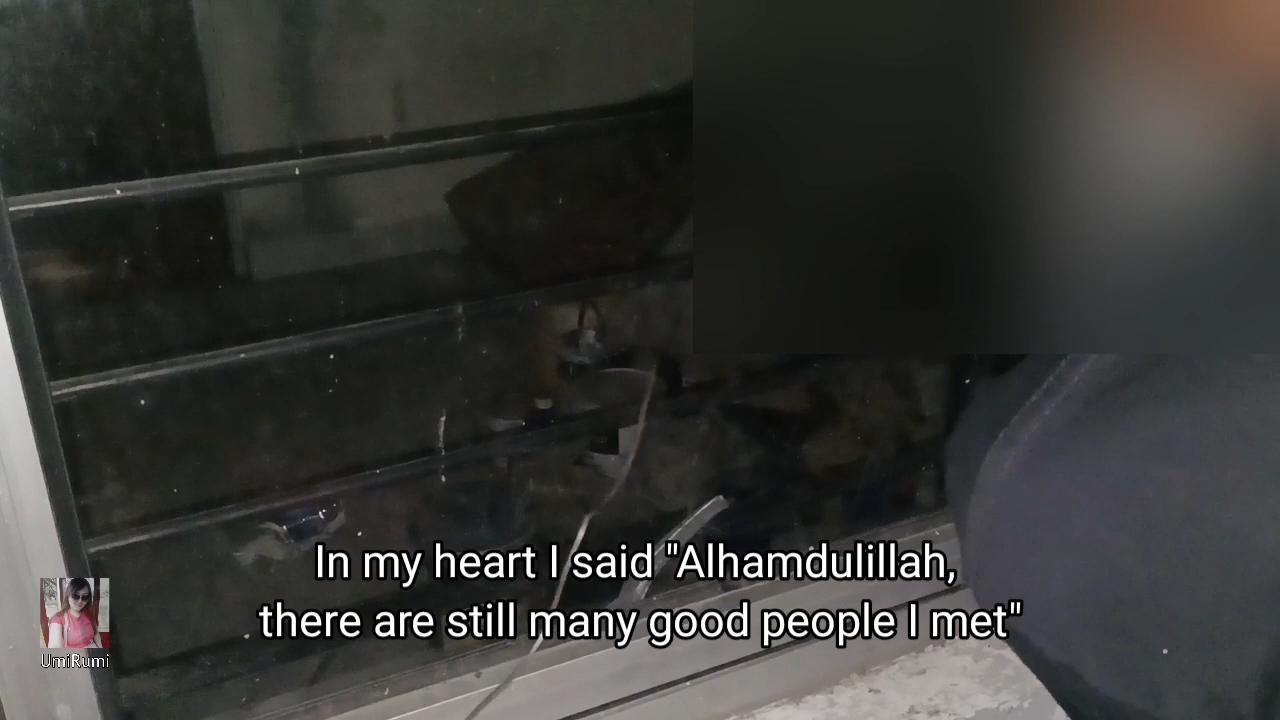 In my heart I said "Alhamdulillah,
there are still many good people I met"
UmiRumi